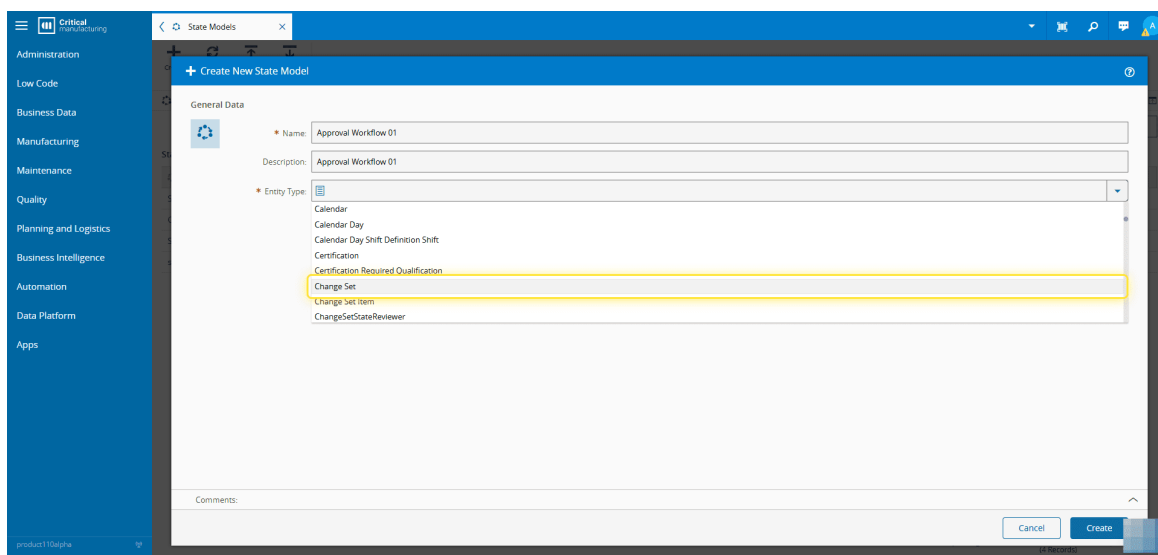 Critical
manufacturing
State Models
A
Administration
Low Code
Business Data
Manufacturing
Maintenance
Quality
Planning and Logistics
Business Intelligence
Automation
Data Platform
Apps
product110alpha
Create New State Model
General Data
* Name: Approval Workflow 01
Description: Approval Workflow 01
* Entity Type:
Calendar
Calendar Day
Calendar Day Shift Definition Shift
Certification
Certification Required Qualification
Change Set
Change Set Item
ChangeSetStateReviewer
Comments:
Cancel
Create
(4 Records)